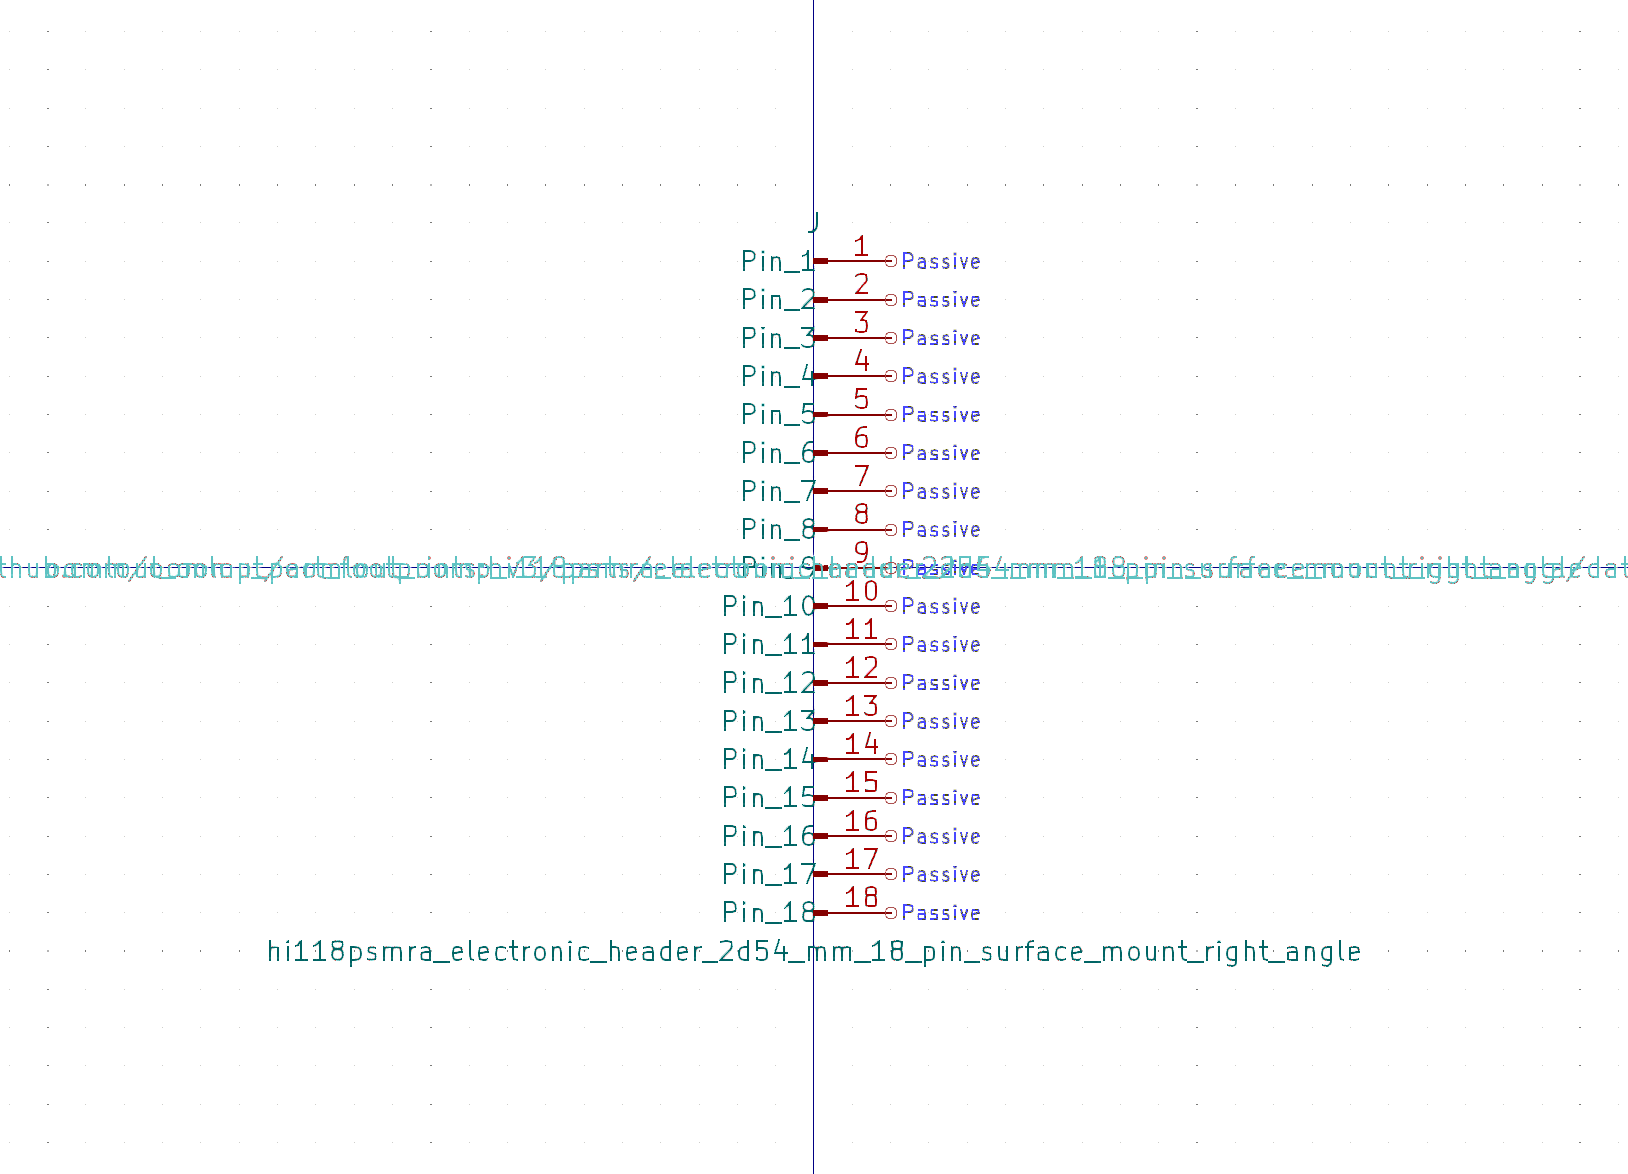 J
Pin_1 1 Passive
Pin_2 2 Passive
Pin_3 3 Passive
Pin_4 4 Passive
Pin_5 5 Passive
Pin_6 6 Passive
Pin_7 7 Passive
Pin_8 8 Passive
Pin_9 9 Passive
Pin_10 10 Passive
Pin_11 11 Passive
Pin_12 12 Passive
Pin_13 13 Passive
Pin_14 14 Passive
Pin_15 15 Passive
Pin_16 16 Passive
Pin_17 17 Passive
Pin_18 18 Passive
hi118psmra_electronic_header_2d54_mm_18_pin_surface_mount_right_angle